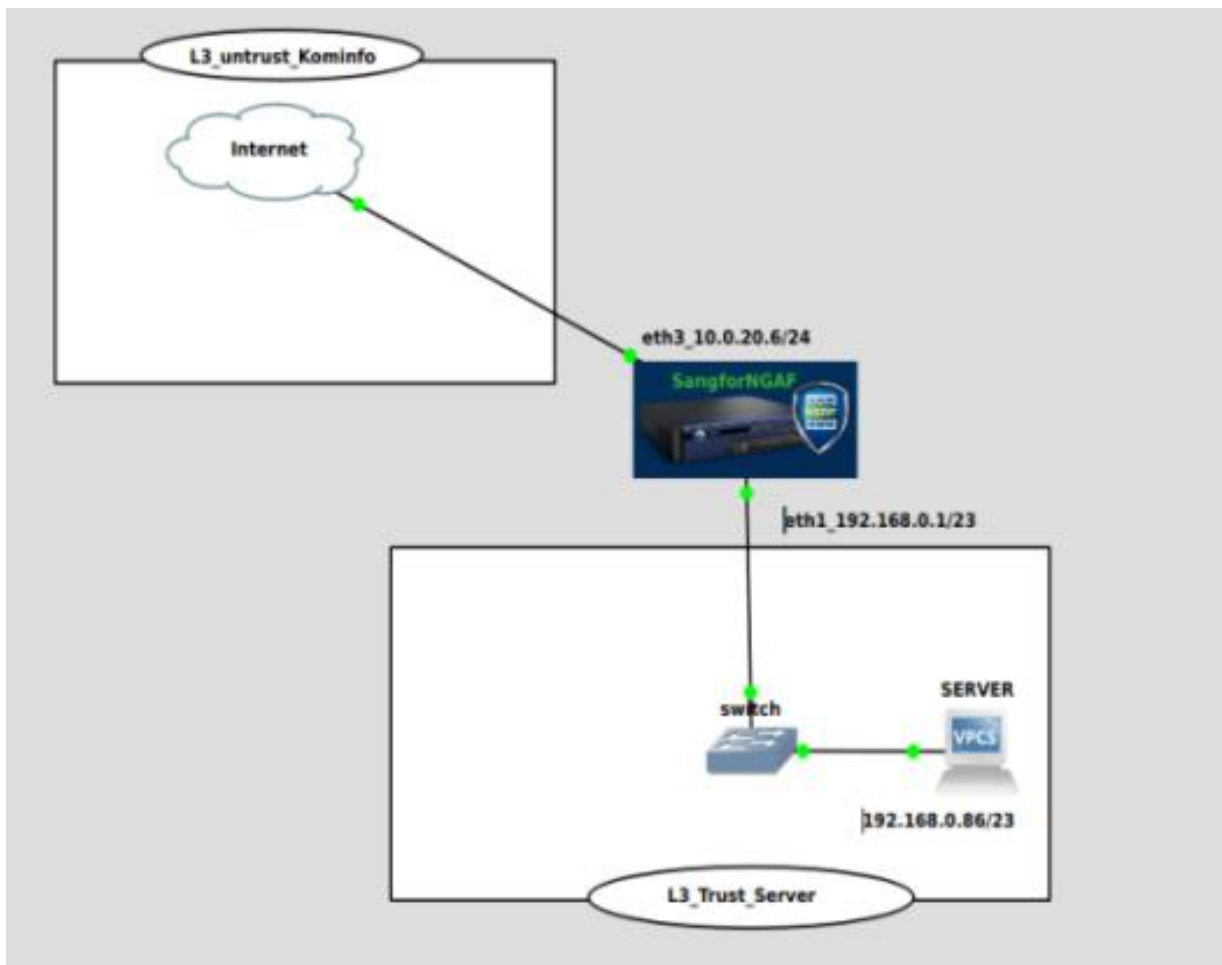 L3_untrust_Kominfo
Internet
eth3_10.0.20.6/24
SangforNGAF
eth1_192.168.0.1/23
SERVER
switch
VPCS
192.168.0.86/23
L3_Trust_Server